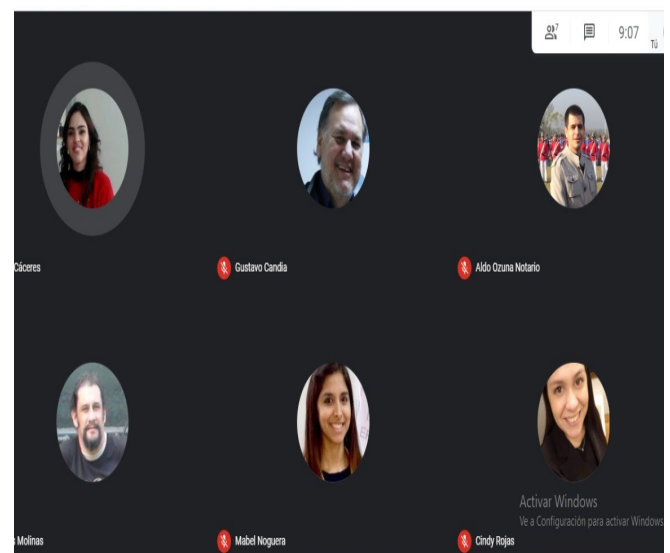 7 9:07 Tú
Cáceres
Gustavo Candia
Aldo Ozuna Notario
Molinas
Mabel Noguera
Cindy Rojas
Activar Windows
Ve a Configuración para activar Windows